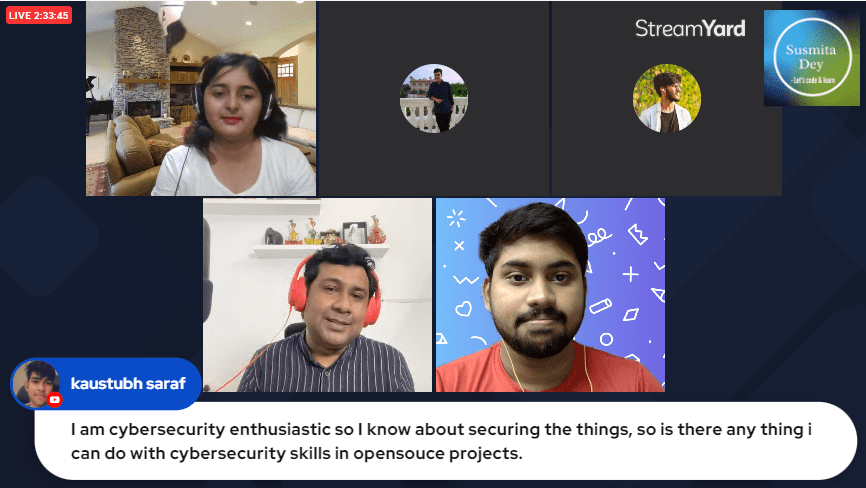 LIVE 2:33:45
StreamYard
Susmita
Dey
- Let's code & learn
kaustubh saraf
I am cybersecurity enthusiastic so I know about securing the things, so is there any thing i
can do with cybersecurity skills in opensouce projects.